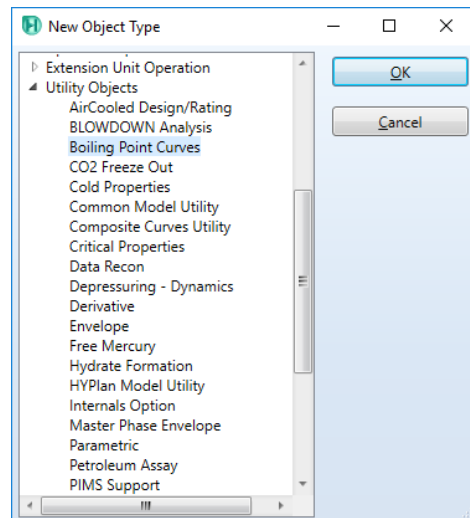 New Object Type
Extension Unit Operation
Utility Objects
AirCooled Design/Rating
BLOWDOWN Analysis
Boiling Point Curves
CO2 Freeze Out
Cold Properties
Common Model Utility
Composite Curves Utility
Critical Properties
Data Recon
Depressuring - Dynamics
Derivative
Envelope
Free Mercury
Hydrate Formation
HYPlan Model Utility
Internals Option
Master Phase Envelope
Parametric
Petroleum Assay
PIMS Support
OK
Cancel